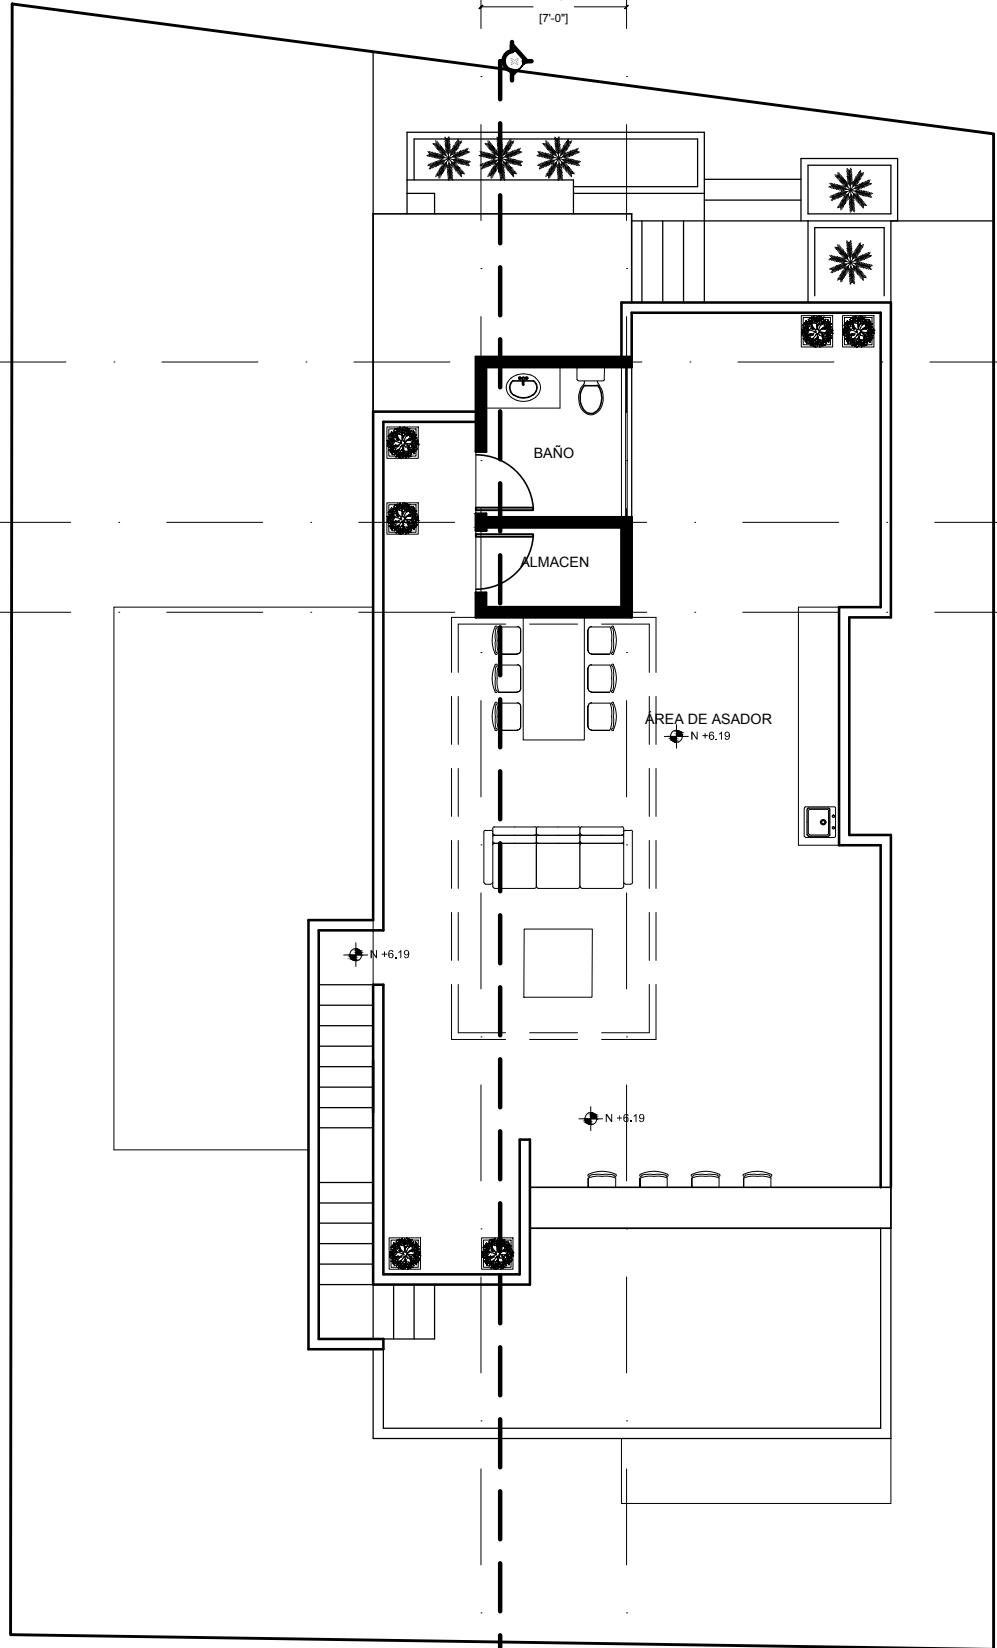 [7'-0"]
BAÑO
ALMACEN
ÁREA DE ASADOR
N +6.19
N +6.19
N +6.19